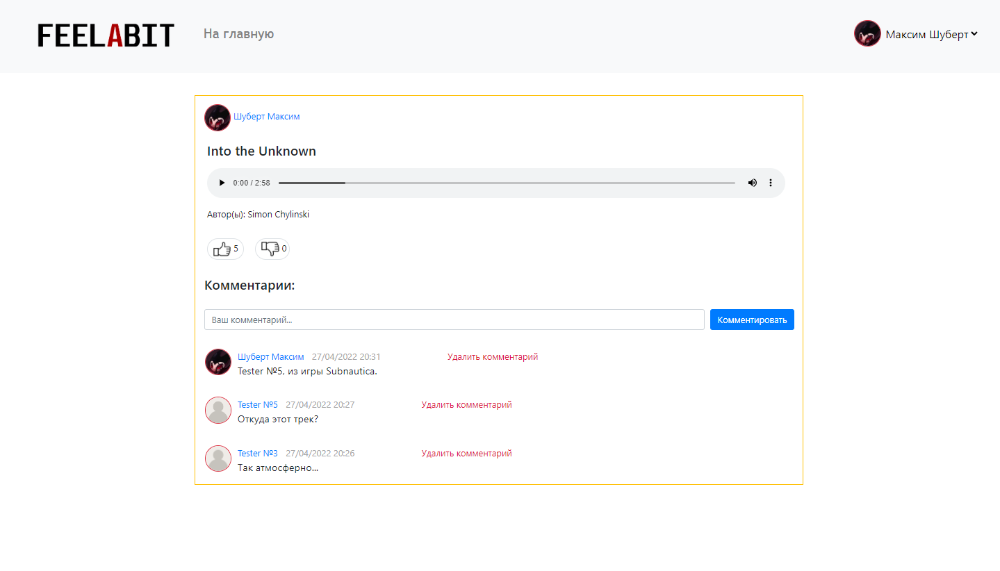 FEELABIT
На главную
Максим Шуберт
Шуберт Максим
Into the Unknown
0:00 / 2:58
Автор(ы): Simon Chylinski
5
0
Комментарии:
Ваш комментарий...
Комментировать
Шуберт Максим 27/04/2022 20:31 Удалить комментарий
Tester №5, из игры Subnautica.
Tester №5 27/04/2022 20:27 Удалить комментарий
Откуда этот трек?
Tester №3 27/04/2022 20:26 Удалить комментарий
Так атмосферно...